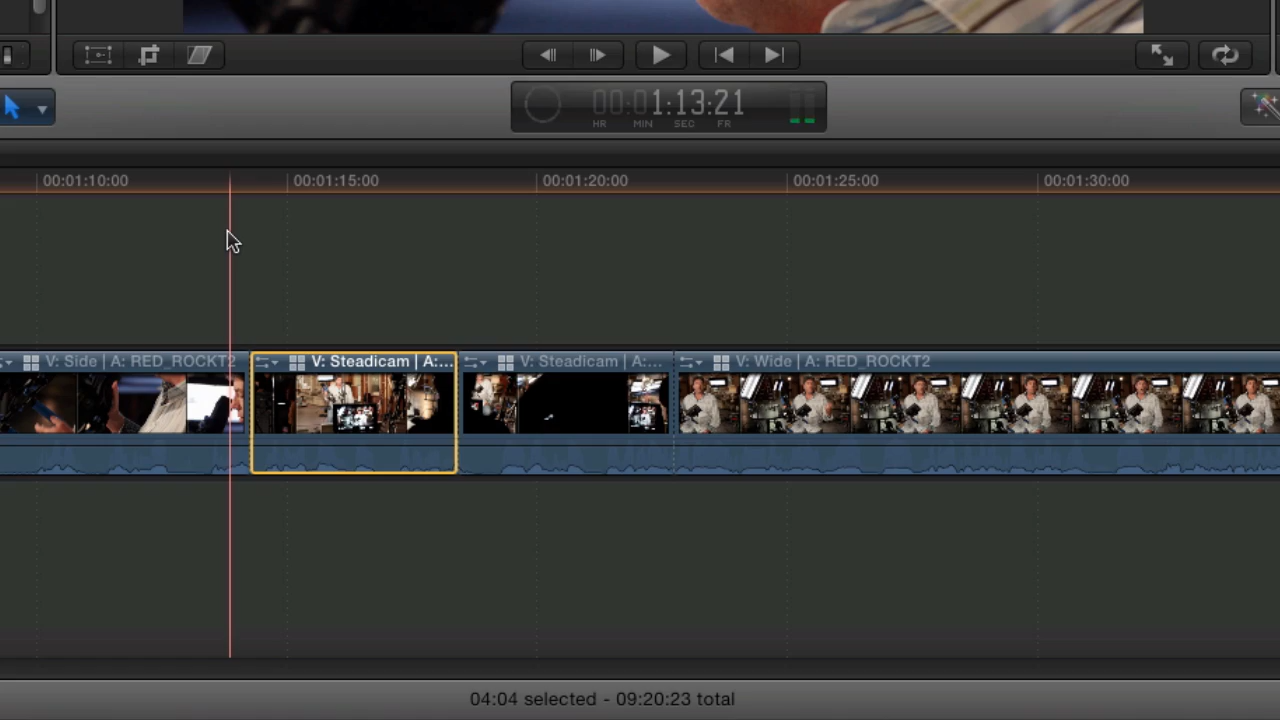 00:01:13:21
HR MIN SEC FR
00:01:10:00 00:01:15:00 00:01:20:00 00:01:25:00 00:01:30:00
V: Side | A: RED_ROCKT2 V: Steadicam | A:... V: Steadicam | A:... V: Wide | A: RED_ROCKT2
04:04 selected - 09:20:23 total